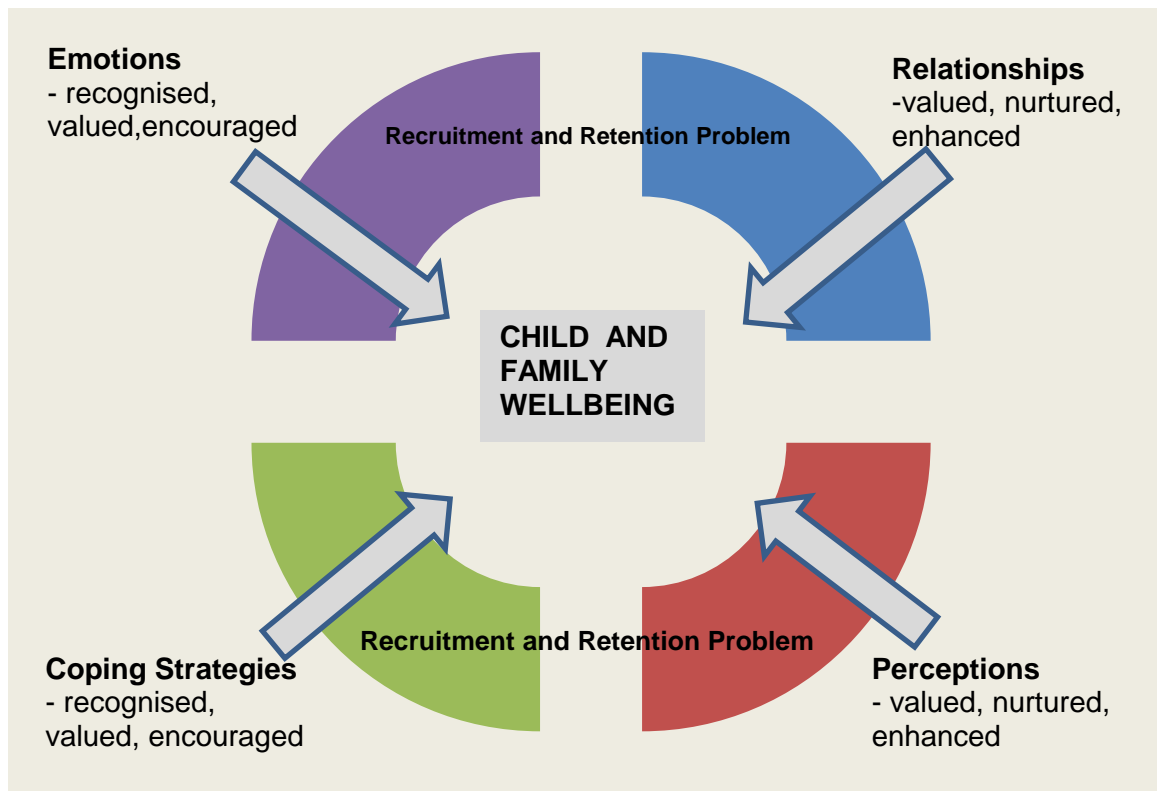 Emotions
- recognised,
valued,encouraged
Relationships
-valued, nurtured,
enhanced
Recruitment and Retention Problem
CHILD AND
FAMILY
WELLBEING
Recruitment and Retention Problem
Coping Strategies
- recognised,
valued, encouraged
Perceptions
- valued, nurtured,
enhanced